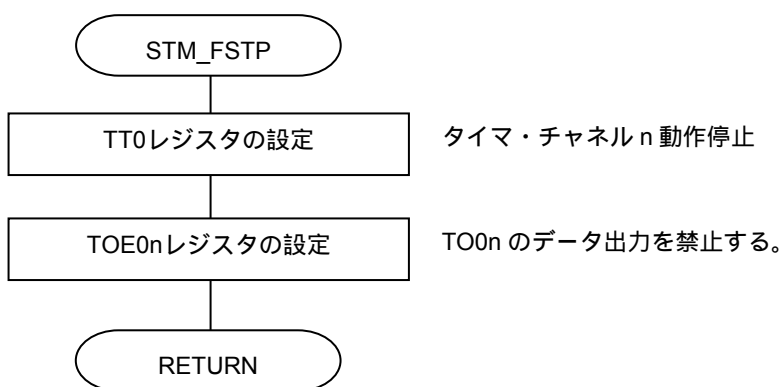 STM_FSTP
TT0レジスタの設定
タイマ・チャネル n 動作停止
TOE0nレジスタの設定
TO0n のデータ出力を禁止する。
RETURN